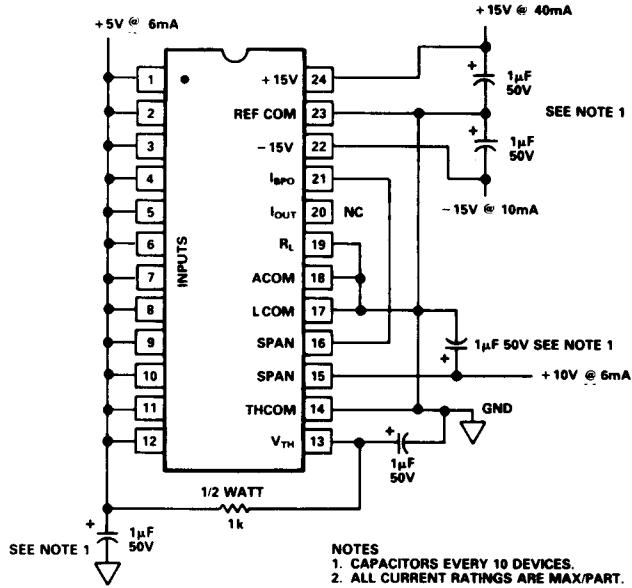 +5V @ 6mA
+15V @ 40mA
1 +15V 24
2 REF COM 23
3 −15V 22
4 IBPO 21
5 IOUT 20 NC
6 RL 19
7 ACOM 18
8 LCOM 17
9 SPAN 16
10 SPAN 15
11 THCOM 14
12 VTH 13
INPUTS
+ 1μF
50V
SEE NOTE 1
+ 1μF
50V
−15V @ 10mA
+ 1μF 50V SEE NOTE 1
+10V @ 6mA
GND
+ 1μF
50V
1/2 WATT
1k
+ 1μF
50V
SEE NOTE 1
NOTES
1. CAPACITORS EVERY 10 DEVICES.
2. ALL CURRENT RATINGS ARE MAX/PART.